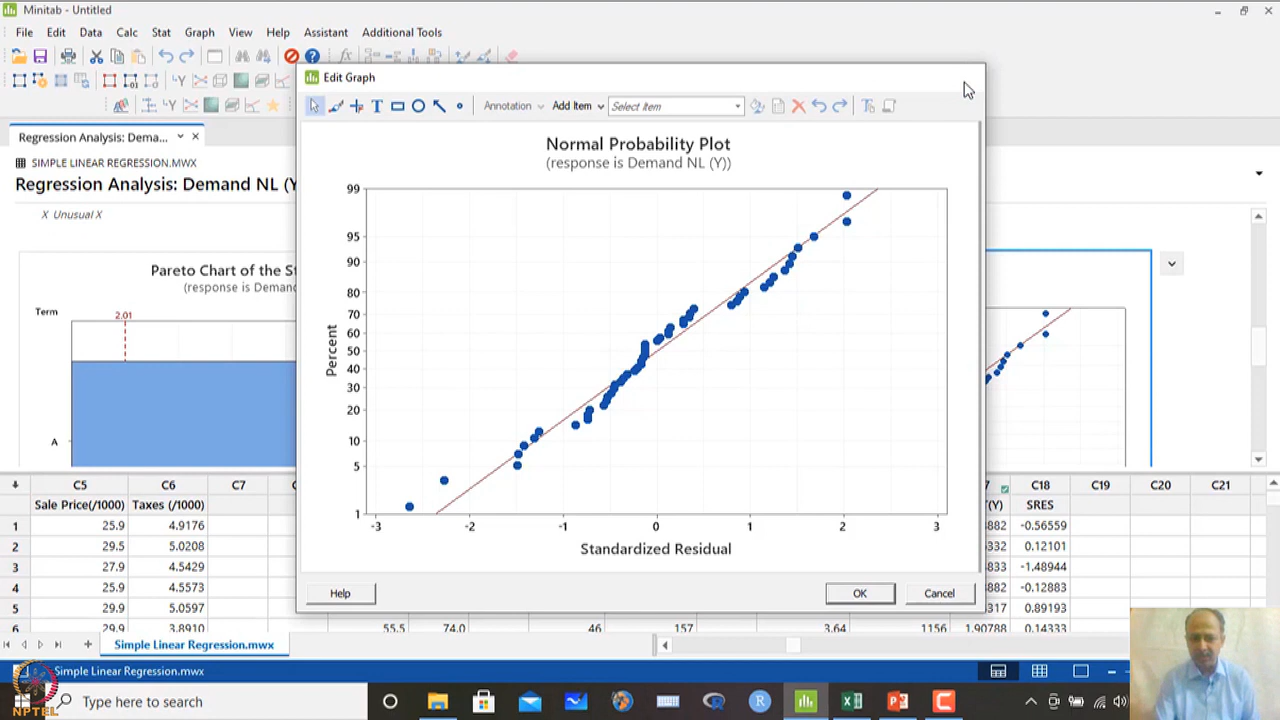 Minitab - Untitled
File Edit Data Calc Stat Graph View Help Assistant Additional Tools
Edit Graph
Annotation Add Item Select Item
Regression Analysis: Dema...
SIMPLE LINEAR REGRESSION.MWX
Regression Analysis: Demand NL (Y
X Unusual X
Normal Probability Plot
(response is Demand NL (Y))
99
95
90
80
70
60
50
40
30
20
10
5
1
Percent
-3 -2 -1 0 1 2 3
Standardized Residual
Pareto Chart of the St
(response is Demand
Term
2.01
A
Help OK Cancel
C5 C6 C7 C18 C19 C20 C21
Sale Price(/1000) Taxes (/1000) T(Y) SRES
1 25.9 4.9176 4882 -0.56559
2 29.5 5.0208 332 0.12101
3 27.9 4.5429 833 -1.48944
4 25.9 4.5573 882 -0.12883
5 29.9 5.0597 317 0.89193
6 29.9 3.8910 55.5 74.0 46 157 3.64 1156 1.90788 0.14333
Simple Linear Regression.mwx
Simple Linear Regression.mwx
Type here to search
NPTEL